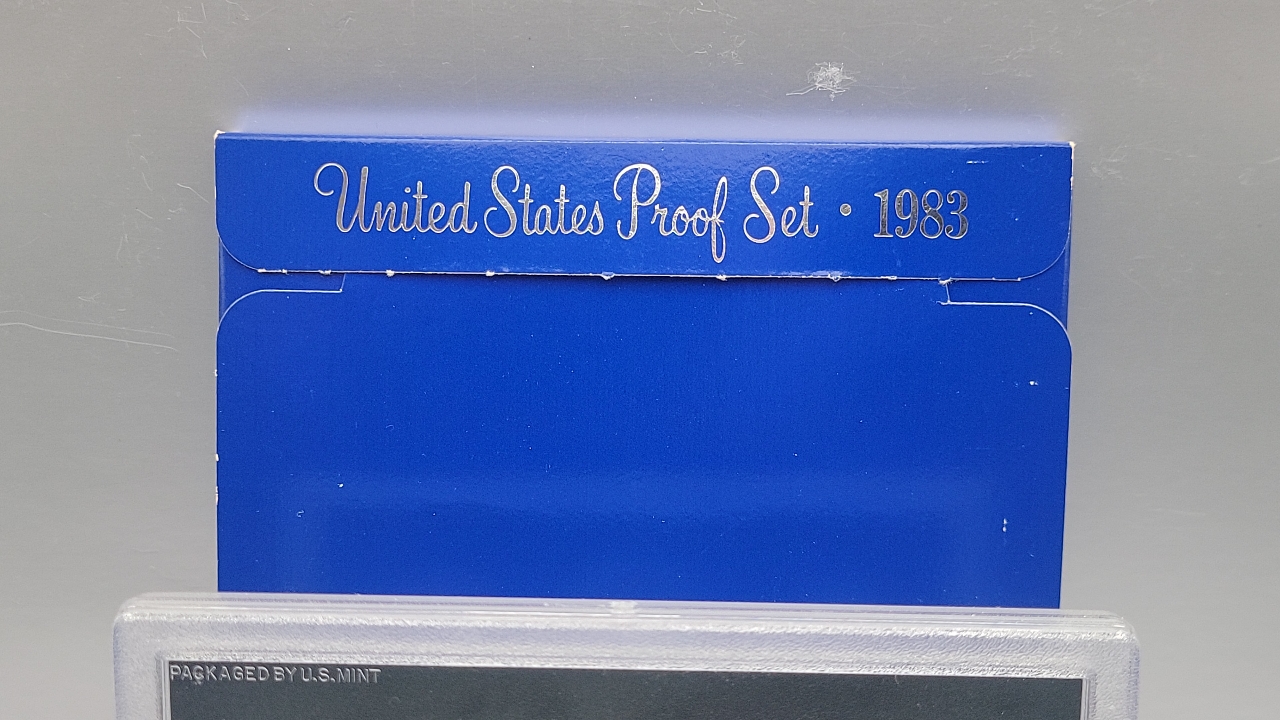 United States Proof Set • 1983
PACKAGED BY U.S. MINT